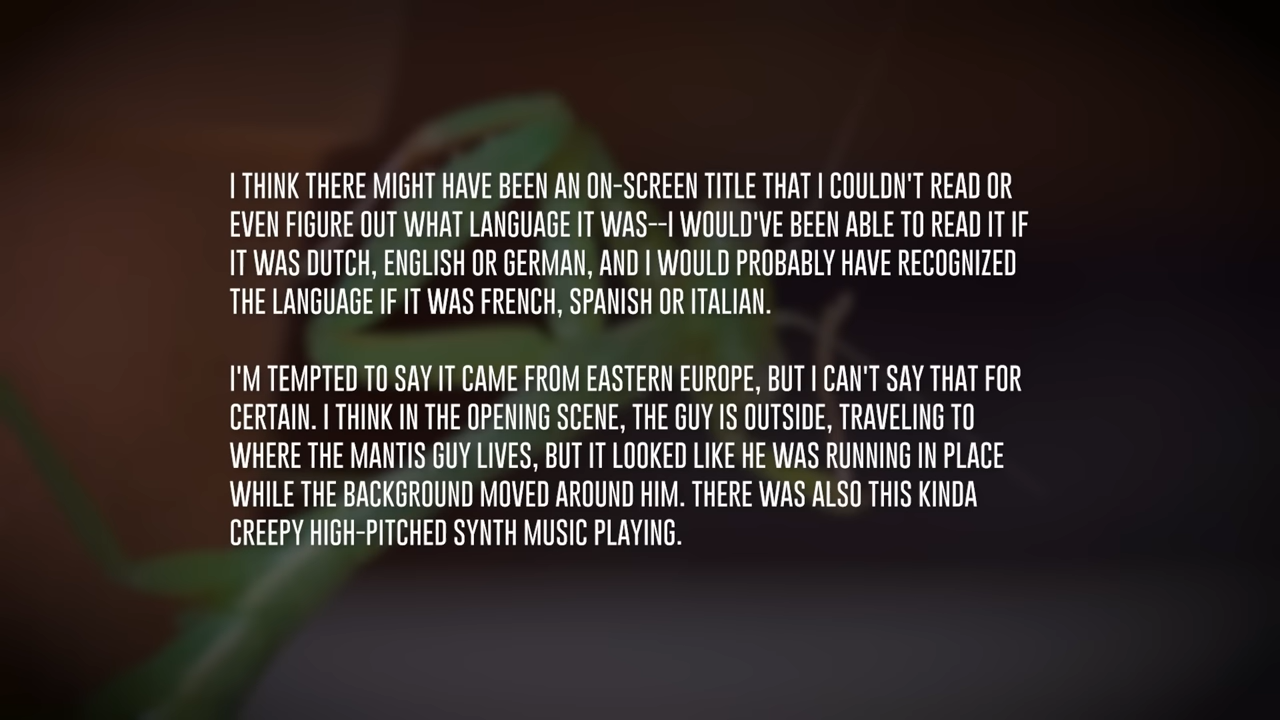 I THINK THERE MIGHT HAVE BEEN AN ON-SCREEN TITLE THAT I COULDN'T READ OR
EVEN FIGURE OUT WHAT LANGUAGE IT WAS--I WOULD'VE BEEN ABLE TO READ IT IF
IT WAS DUTCH, ENGLISH OR GERMAN, AND I WOULD PROBABLY HAVE RECOGNIZED
THE LANGUAGE IF IT WAS FRENCH, SPANISH OR ITALIAN.
I'M TEMPTED TO SAY IT CAME FROM EASTERN EUROPE, BUT I CAN'T SAY THAT FOR
CERTAIN. I THINK IN THE OPENING SCENE, THE GUY IS OUTSIDE, TRAVELING TO
WHERE THE MANTIS GUY LIVES, BUT IT LOOKED LIKE HE WAS RUNNING IN PLACE
WHILE THE BACKGROUND MOVED AROUND HIM. THERE WAS ALSO THIS KINDA
CREEPY HIGH-PITCHED SYNTH MUSIC PLAYING.